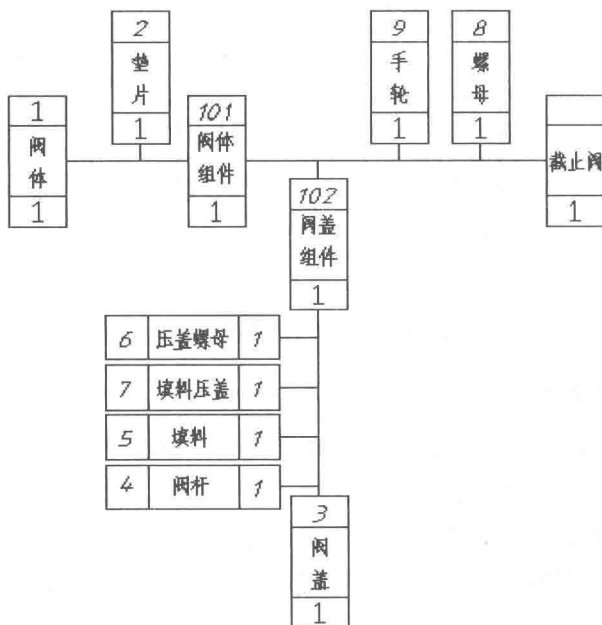 2
垫
片
1
9
手
轮
1
8
螺
母
1
1
阀
体
1
101
阀体
组件
1
截止阀
1
102
阀盖
组件
1
6 压盖螺母 1
7 填料压盖 1
5 填料 1
4 阀杆 1
3
阀
盖
1